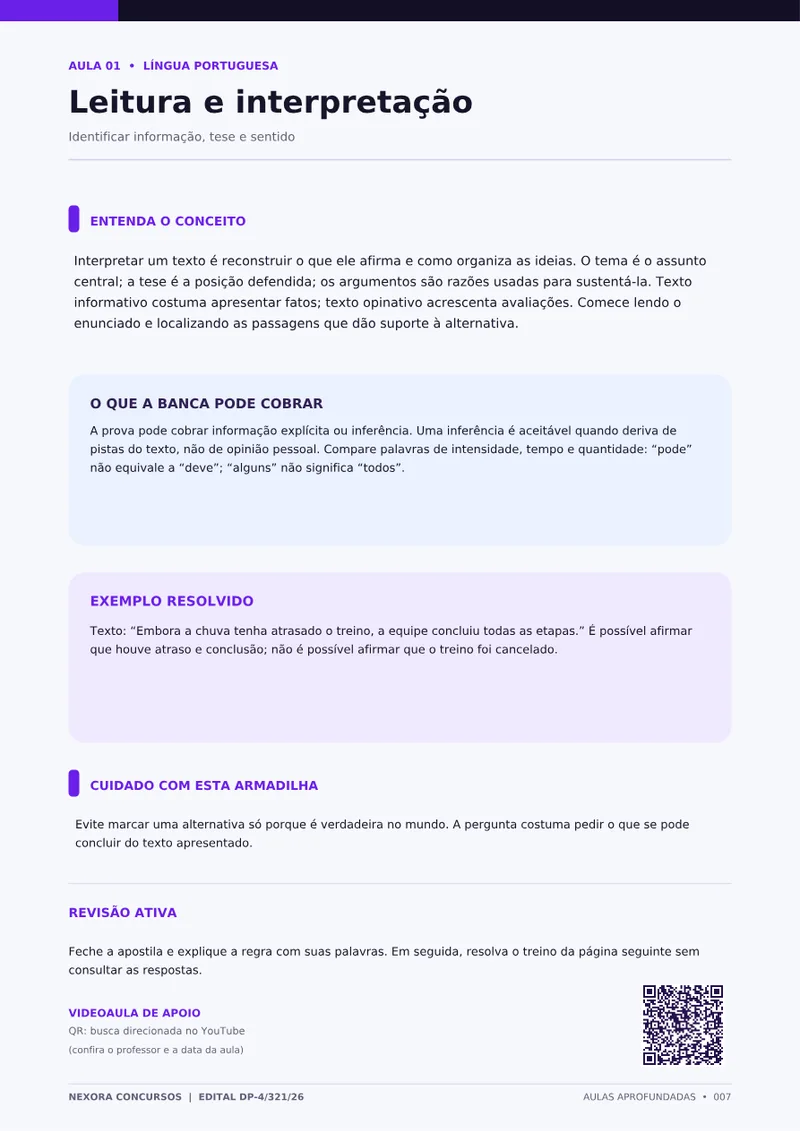 AULA 01 • LÍNGUA PORTUGUESA
Leitura e interpretação
Identificar informação, tese e sentido
ENTENDA O CONCEITO
Interpretar um texto é reconstruir o que ele afirma e como organiza as ideias. O tema é o assunto
central; a tese é a posição defendida; os argumentos são razões usadas para sustentá-la. Texto
informativo costuma apresentar fatos; texto opinativo acrescenta avaliações. Comece lendo o
enunciado e localizando as passagens que dão suporte à alternativa.
O QUE A BANCA PODE COBRAR
A prova pode cobrar informação explícita ou inferência. Uma inferência é aceitável quando deriva de
pistas do texto, não de opinião pessoal. Compare palavras de intensidade, tempo e quantidade: “pode”
não equivale a “deve”; “alguns” não significa “todos”.
EXEMPLO RESOLVIDO
Texto: “Embora a chuva tenha atrasado o treino, a equipe concluiu todas as etapas.” É possível afirmar
que houve atraso e conclusão; não é possível afirmar que o treino foi cancelado.
CUIDADO COM ESTA ARMADILHA
Evite marcar uma alternativa só porque é verdadeira no mundo. A pergunta costuma pedir o que se pode
concluir do texto apresentado.
REVISÃO ATIVA
Feche a apostila e explique a regra com suas palavras. Em seguida, resolva o treino da página seguinte sem
consultar as respostas.
VIDEOAULA DE APOIO
QR: busca direcionada no YouTube
(confira o professor e a data da aula)
NEXORA CONCURSOS | EDITAL DP-4/321/26
AULAS APROFUNDADAS • 007